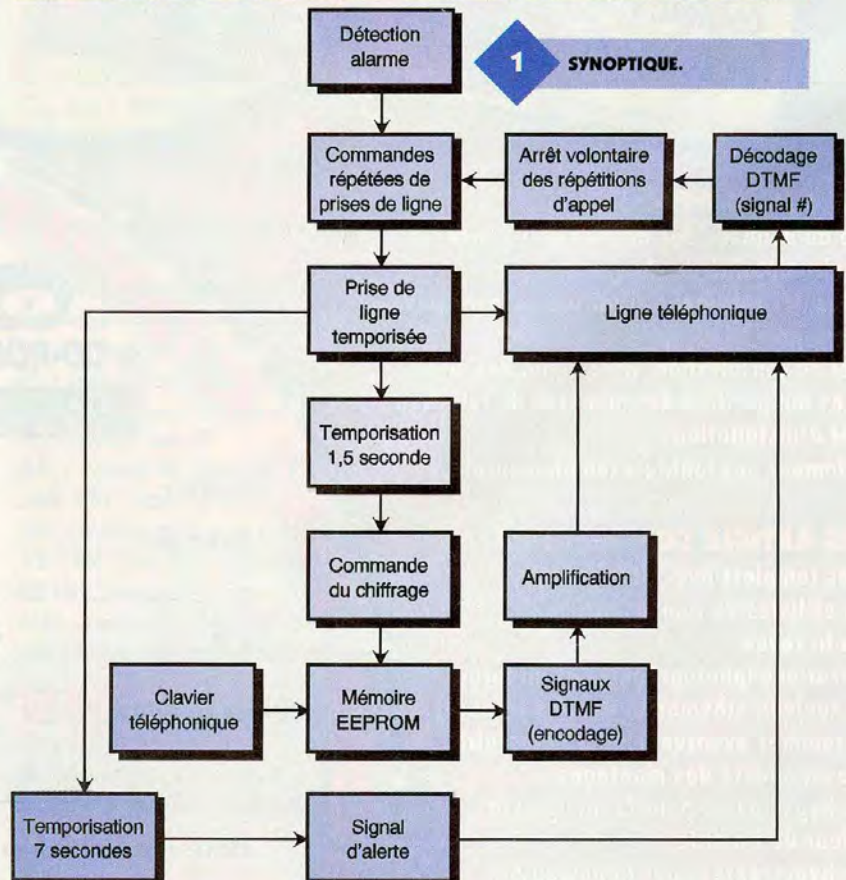 Détection
alarme
1
SYNOPTIQUE.
Commandes
répétées de
prises de ligne
Arrêt volontaire
des répétitions
d'appel
Décodage
DTMF
(signal #)
Prise de
ligne
temporisée
Ligne téléphonique
Temporisation
1,5 seconde
Commande
du chiffrage
Amplification
Clavier
téléphonique
Mémoire
EEPROM
Signaux
DTMF
(encodage)
Temporisation
7 secondes
Signal
d'alerte